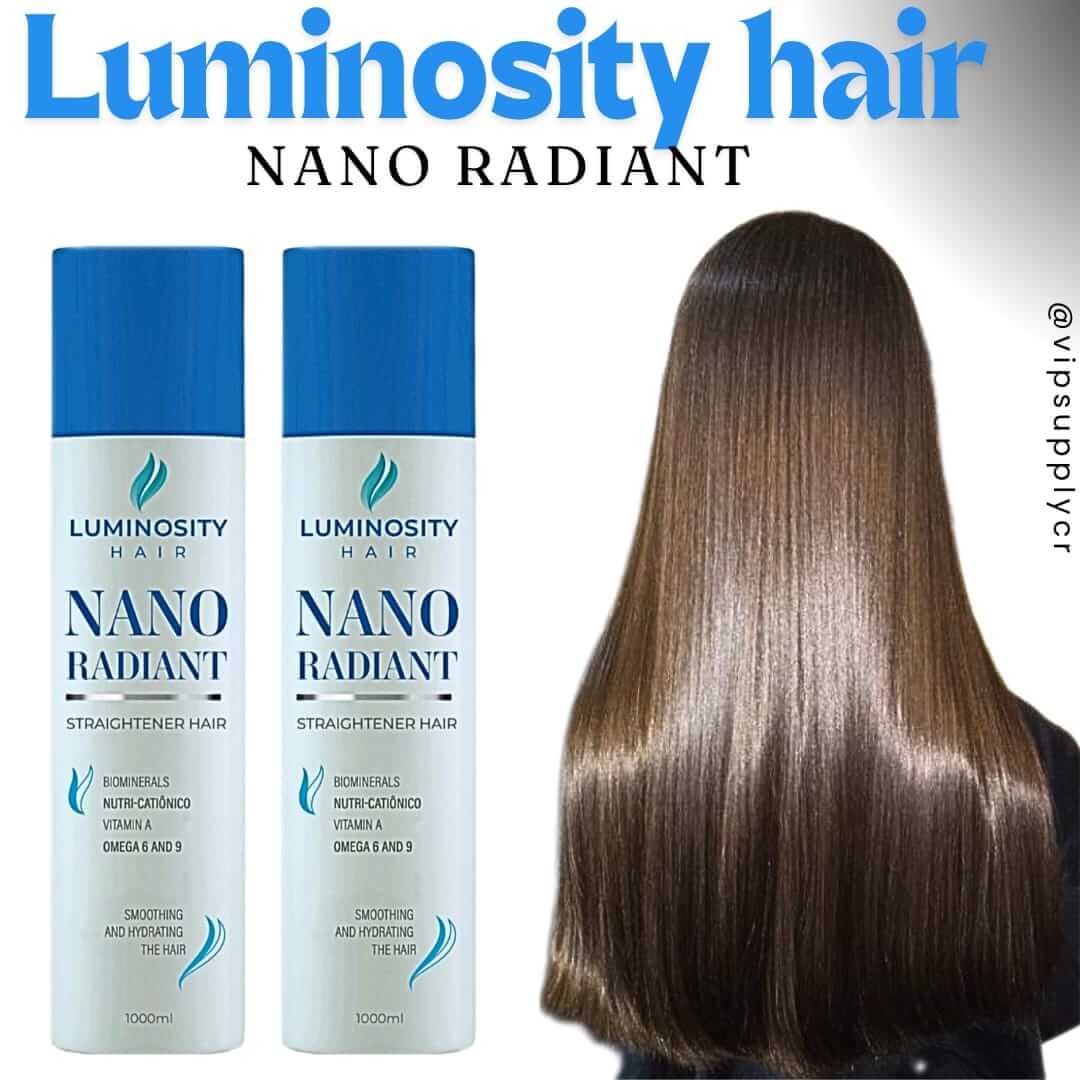 Luminosity hair
NANO RADIANT
LUMINOSITY
HAIR
NANO
RADIANT
STRAIGHTENER HAIR
BIOMINERALS
NUTRI-CATIÔNICO
VITAMIN A
OMEGA 6 AND 9
SMOOTHING
AND HYDRATING
THE HAIR
1000ml
LUMINOSITY
HAIR
NANO
RADIANT
STRAIGHTENER HAIR
BIOMINERALS
NUTRI-CATIÔNICO
VITAMIN A
OMEGA 6 AND 9
SMOOTHING
AND HYDRATING
THE HAIR
1000ml
@vipsupplycr